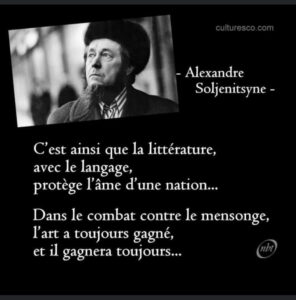 culturesco.com
- Alexandre
Soljenitsyne -
C'est ainsi que la littérature,
avec le langage,
protège l'âme d'une nation...
Dans le combat contre le mensonge,
l'art a toujours gagné,
et il gagnera toujours...